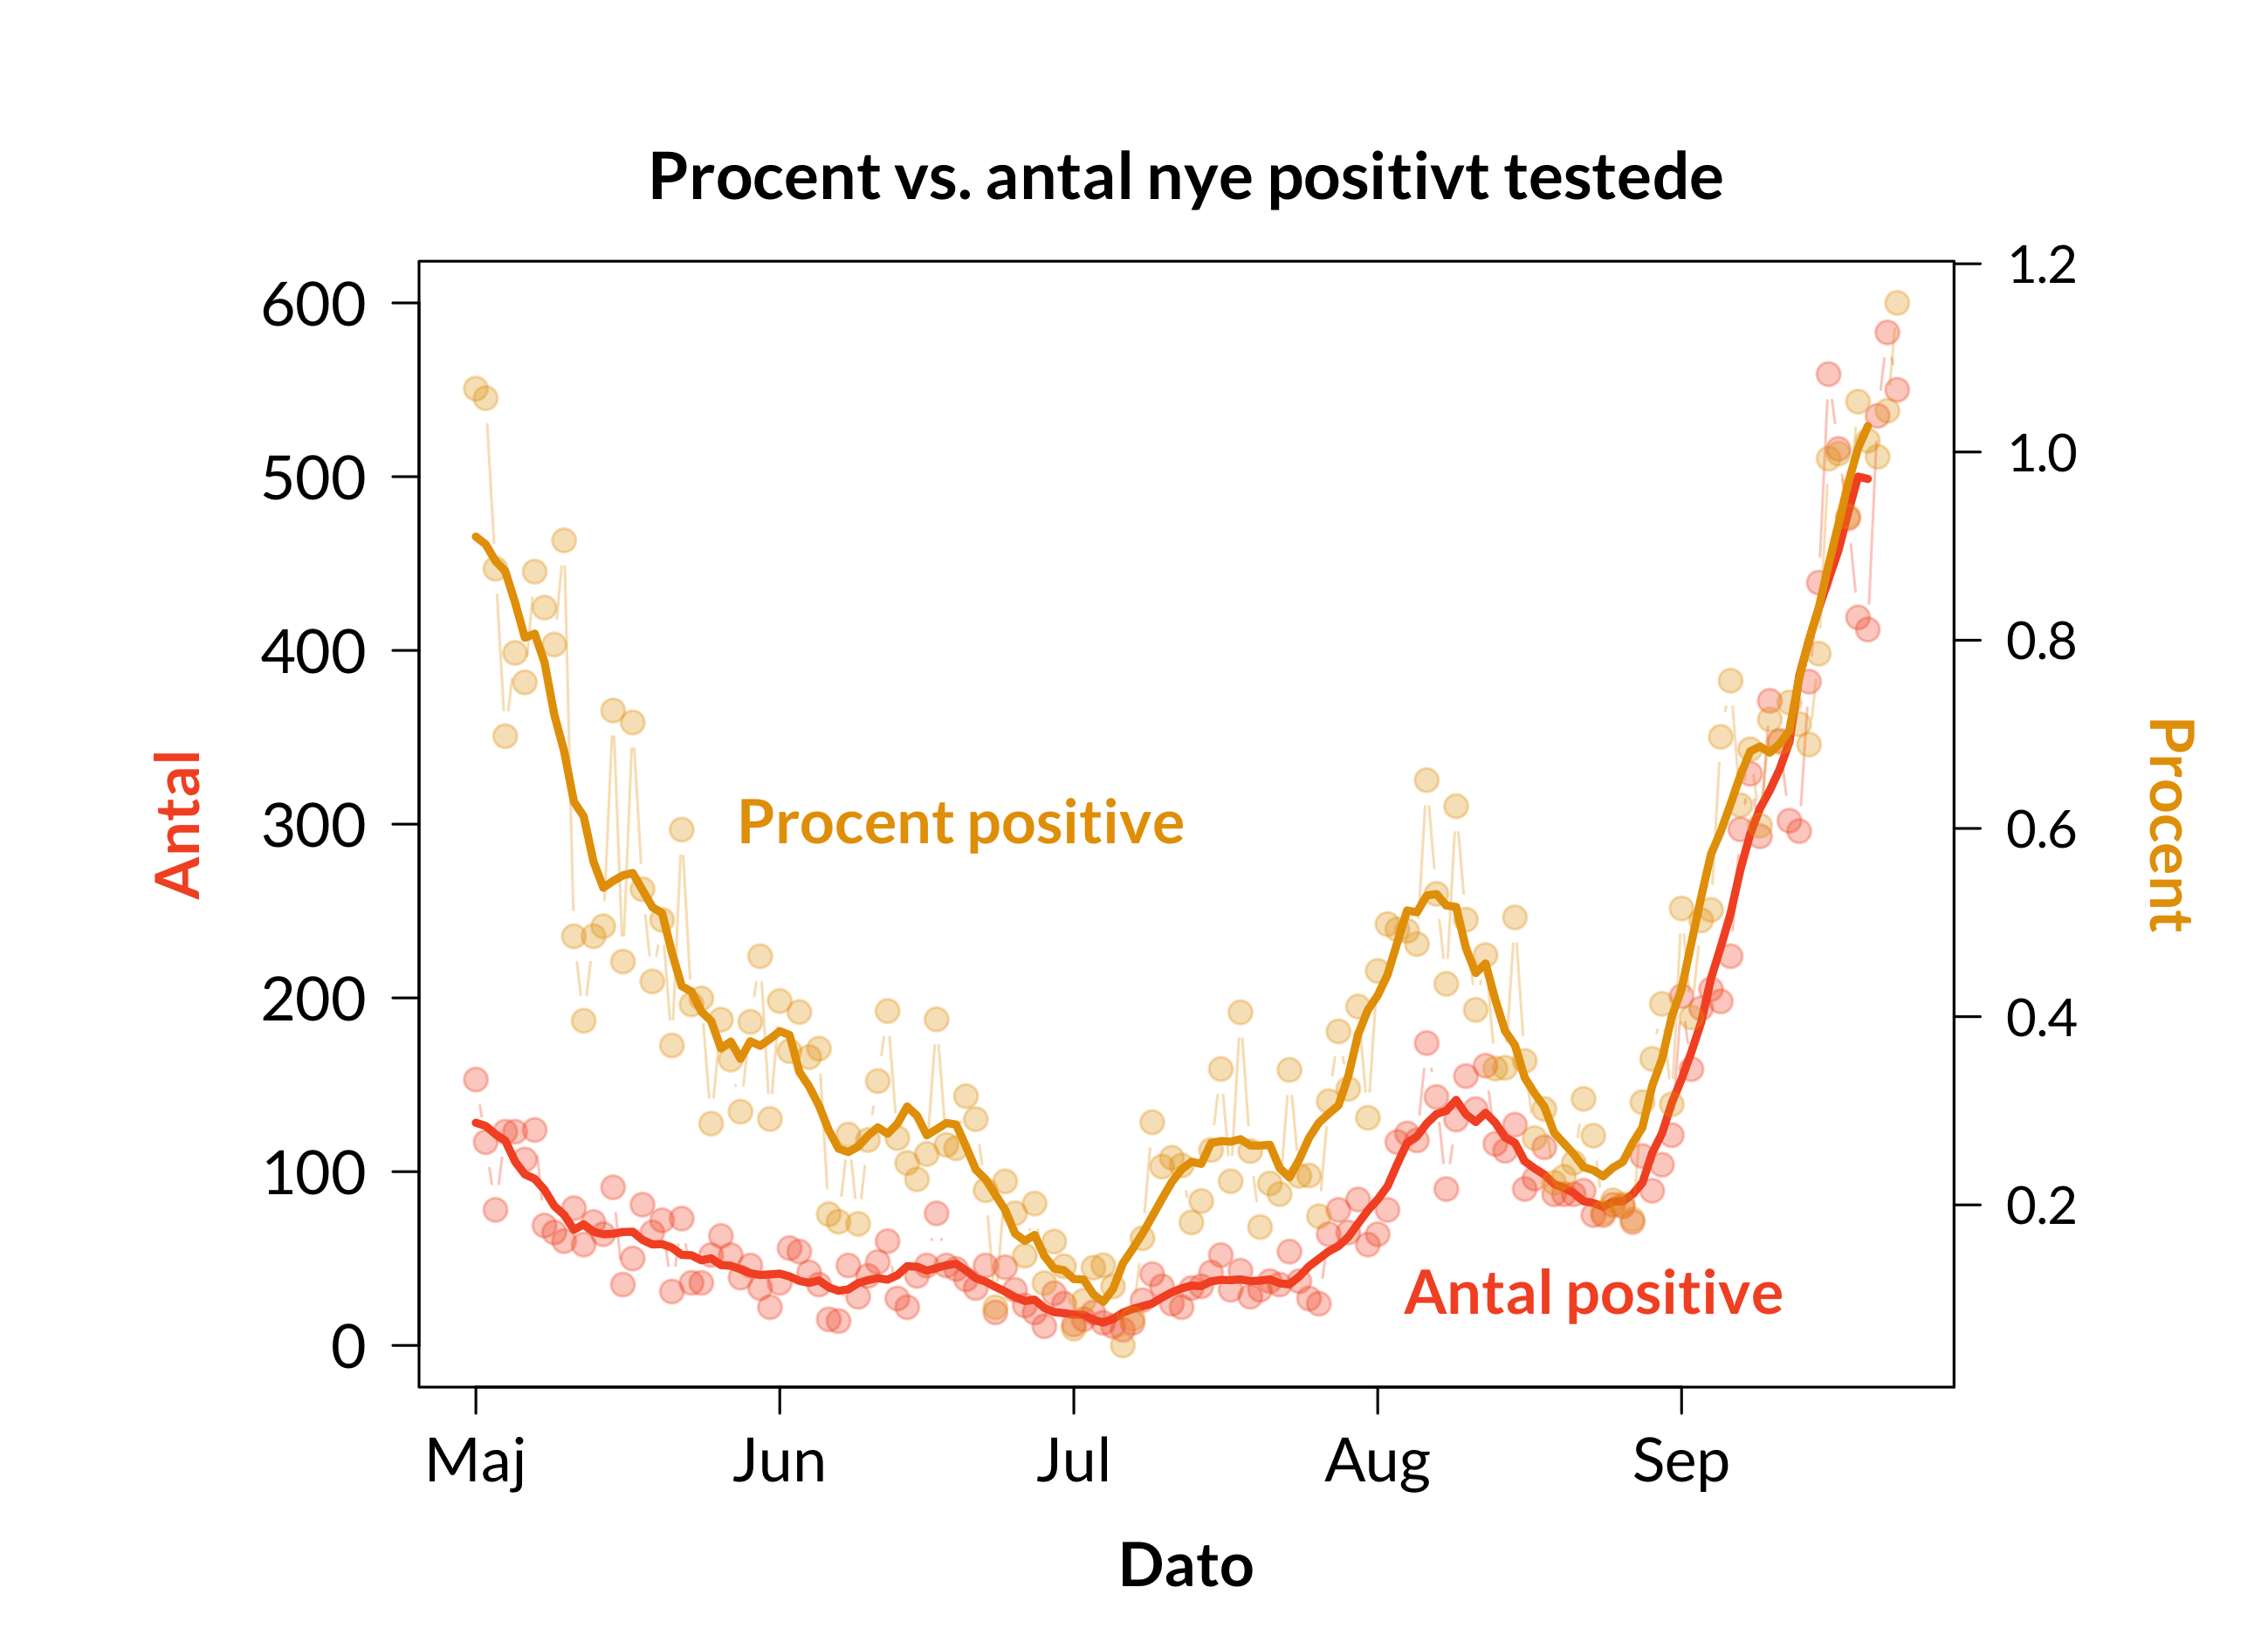 Procent vs. antal nye positivt testede
600
500
400
300
200
100
0
Antal
1.2
1.0
0.8
0.6
0.4
0.2
Procent
Procent positive
Antal positive
Maj Jun Jul Aug Sep
Dato